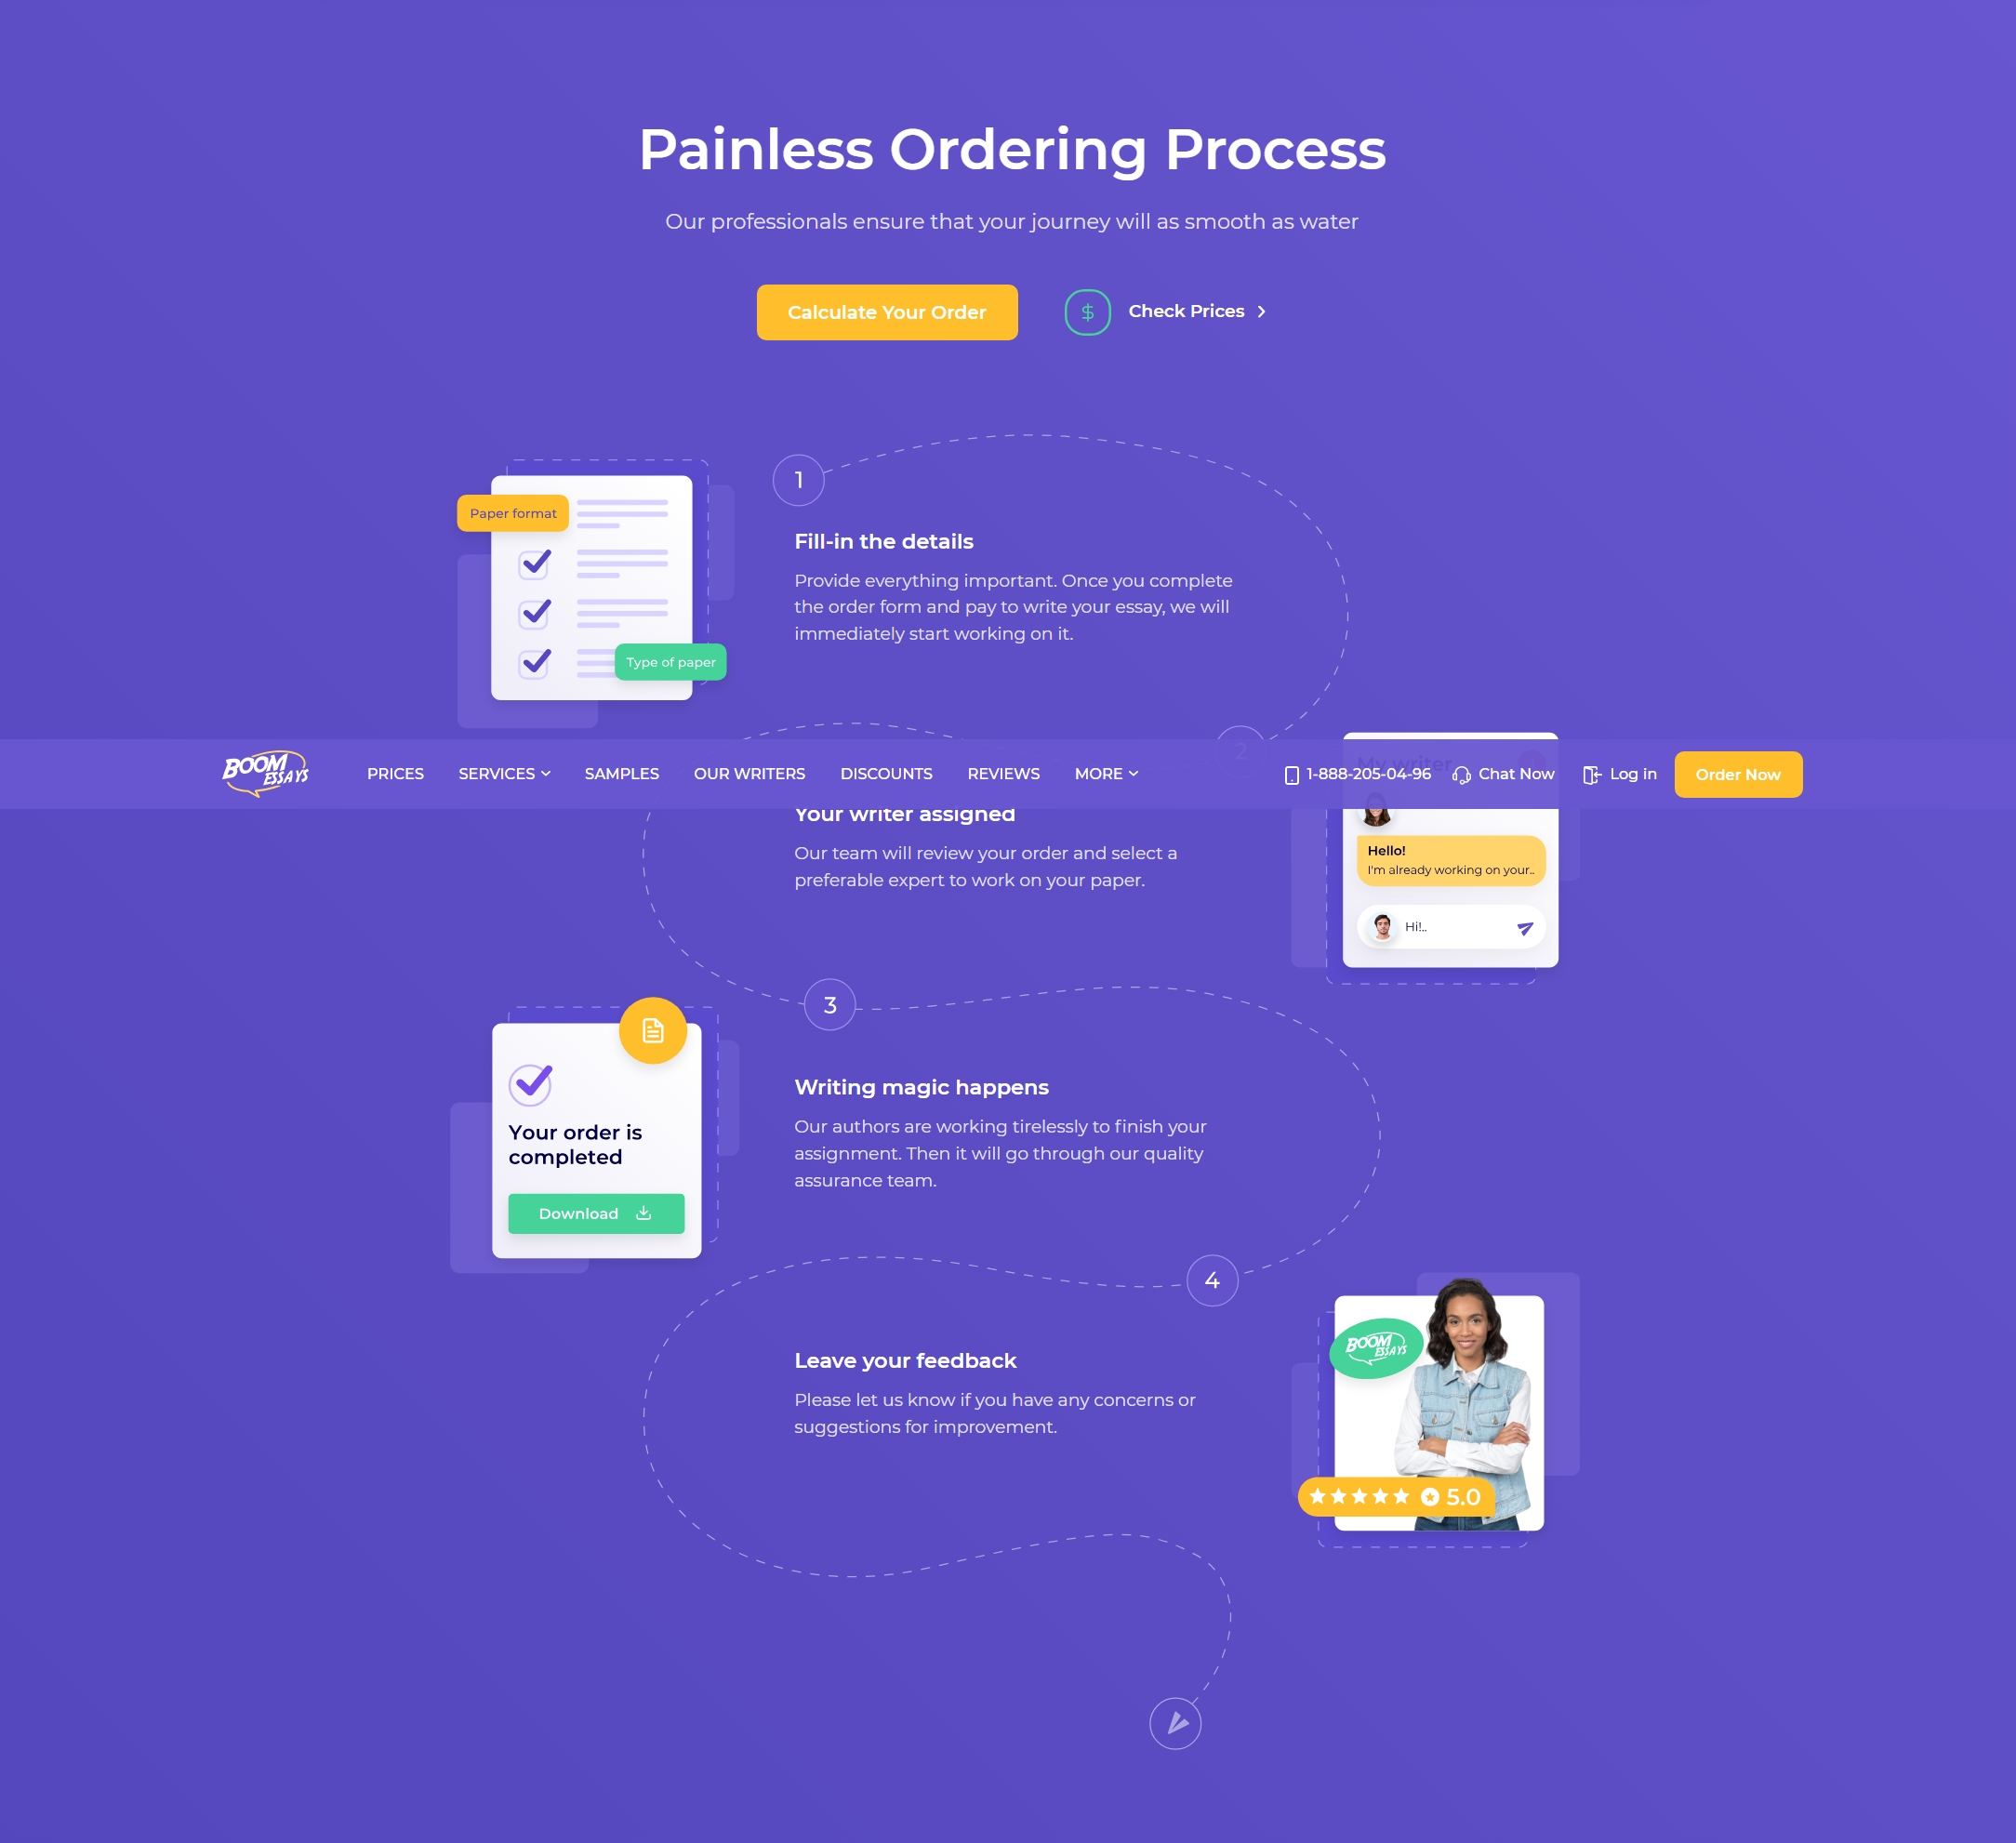 Painless Ordering Process
Our professionals ensure that your journey will as smooth as water
Calculate Your Order
$
Check Prices
1
Paper format
Type of paper
Fill-in the details
Provide everything important. Once you complete
the order form and pay to write your essay, we will
immediately start working on it.
2
My writer
BOOM
ESSAYS
PRICES
SERVICES
SAMPLES
OUR WRITERS
DISCOUNTS
REVIEWS
MORE
1-888-205-04-96
Chat Now
Log in
Order Now
Your writer assigned
Our team will review your order and select a
preferable expert to work on your paper.
Hello!
I'm already working on your..
Hi!..
3
Your order is
completed
Download
Writing magic happens
Our authors are working tirelessly to finish your
assignment. Then it will go through our quality
assurance team.
4
Leave your feedback
Please let us know if you have any concerns or
suggestions for improvement.
BOOM
ESSAYS
5.0